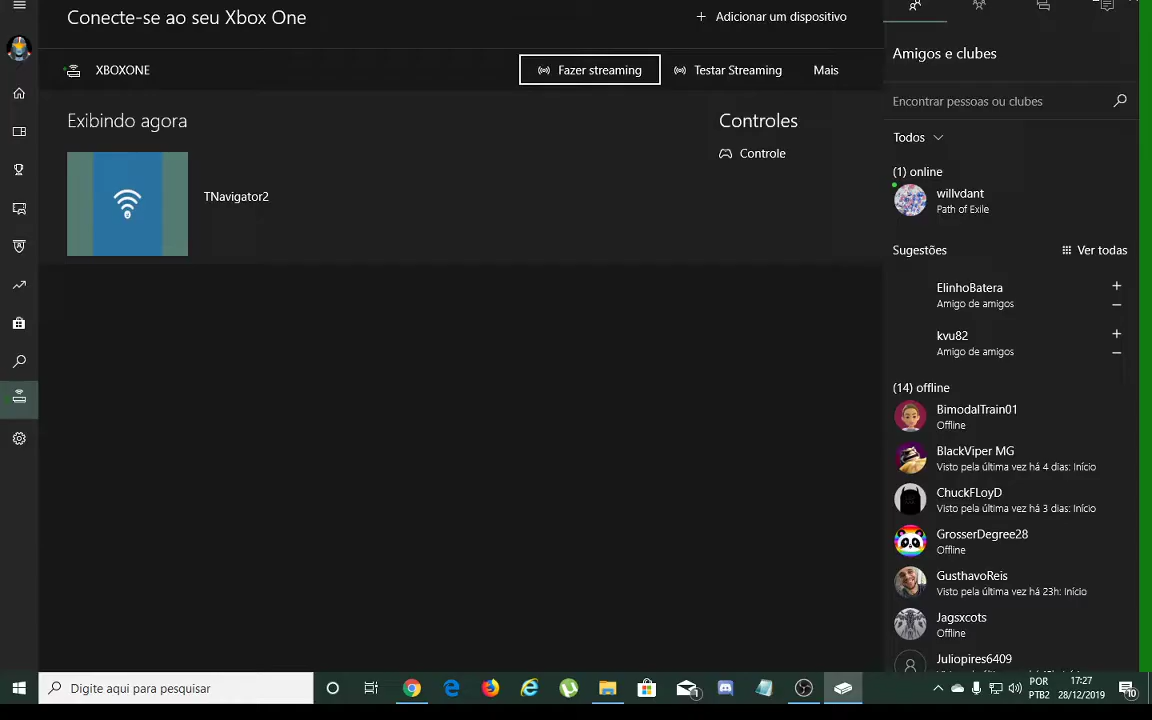 Conecte-se ao seu Xbox One
+ Adicionar um dispositivo
XBOXONE
Fazer streaming
Testar Streaming
Mais
Exibindo agora
TNavigator2
Controles
Controle
Amigos e clubes
Encontrar pessoas ou clubes
Todos
(1) online
willvdant
Path of Exile
Sugestões
Ver todas
ElinhoBatera
Amigo de amigos
kvu82
Amigo de amigos
(14) offline
BimodalTrain01
Offline
BlackViper MG
Visto pela última vez há 4 dias: Início
ChuckFLoyD
Visto pela última vez há 3 dias: Início
GrosserDegree28
Offline
GusthavoReis
Visto pela última vez há 23h: Início
Jagsxcots
Offline
Juliopires6409
Digite aqui para pesquisar
1
POR
PTB2
17:27
28/12/2019
10